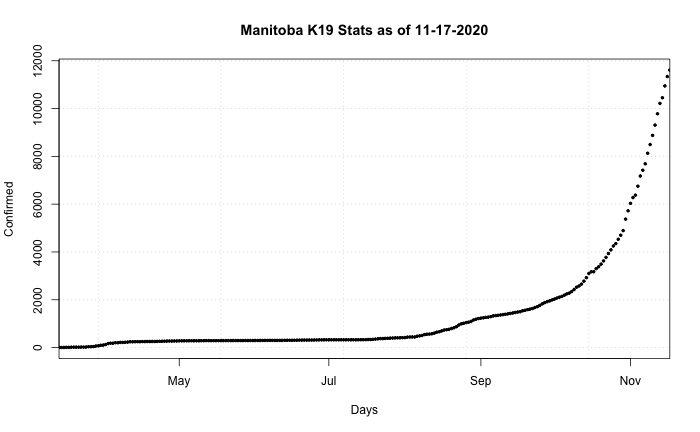 Manitoba K19 Stats as of 11-17-2020
12000
10000
8000
6000
4000
2000
0
Confirmed
May
Jul
Sep
Nov
Days